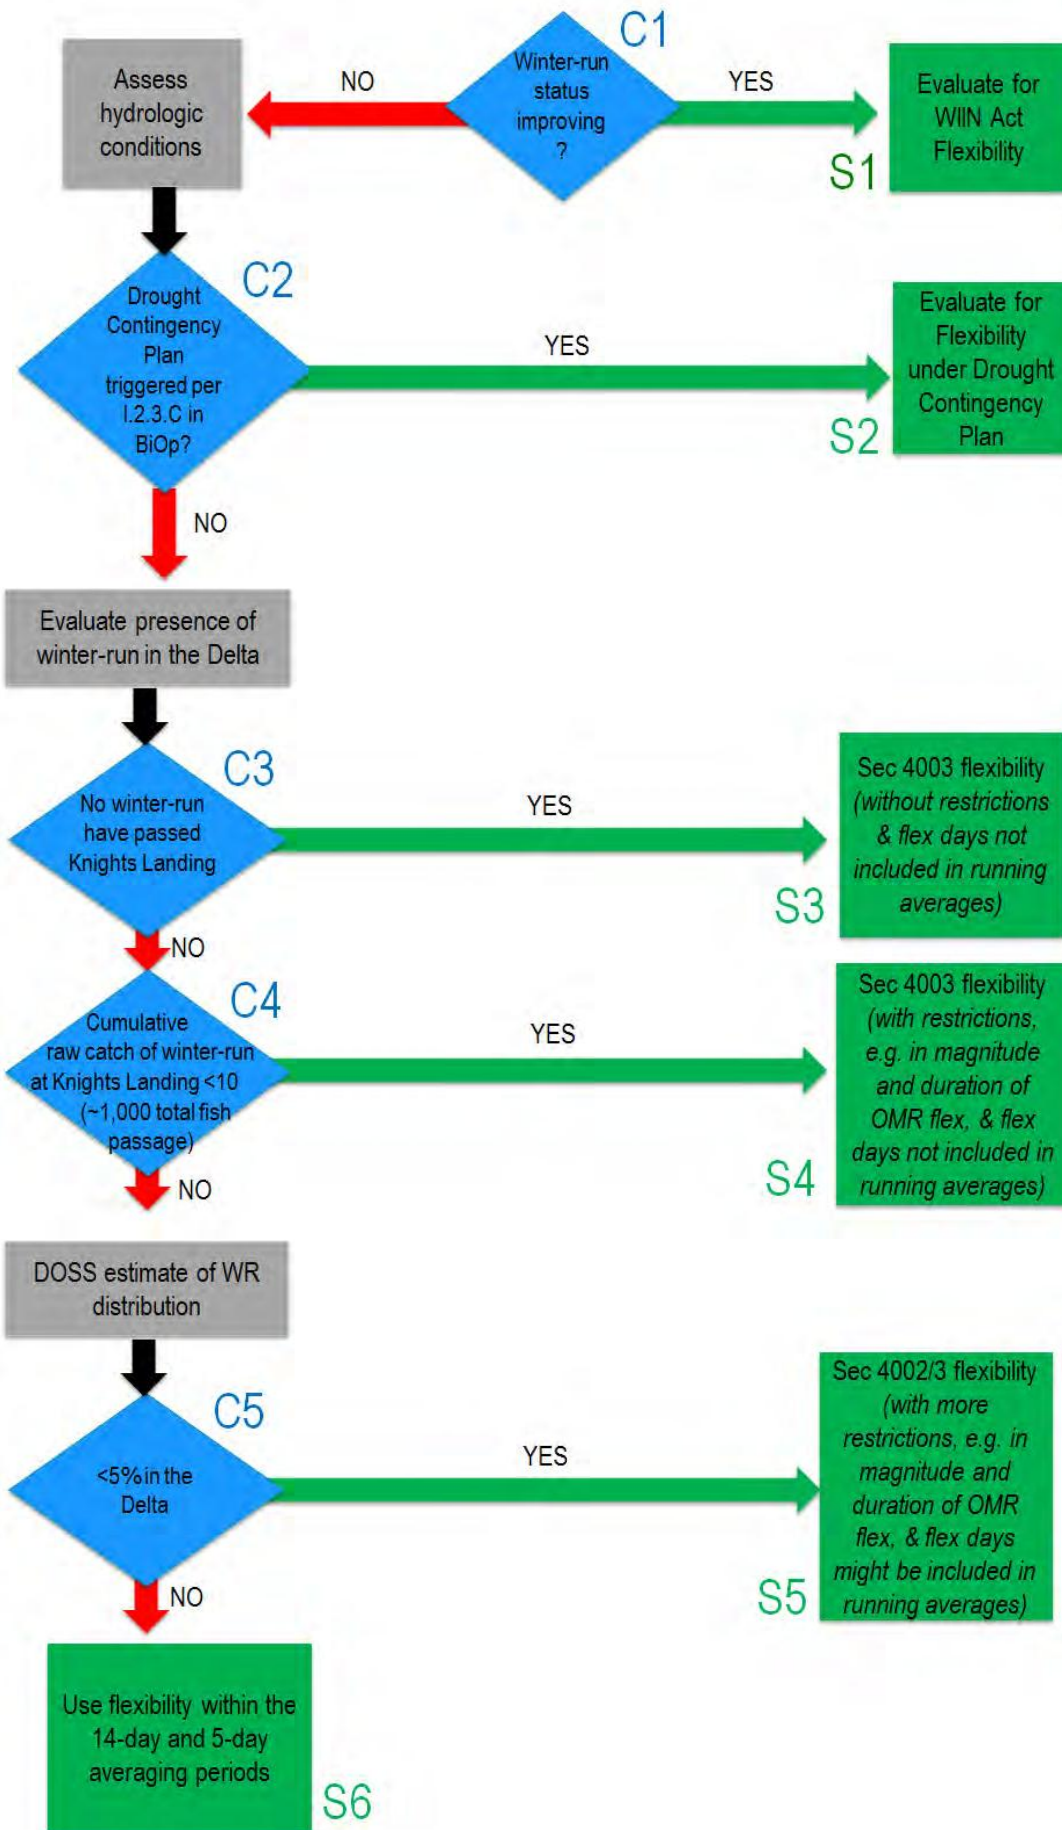 C1
Winter-run
status
improving
?
NO
YES
Assess
hydrologic
conditions
Evaluate for
WIIN Act
Flexibility
S1
C2
Drought
Contingency
Plan
triggered per
I.2.3.C in
BiOp?
YES
Evaluate for
Flexibility
under Drought
Contingency
Plan
S2
NO
Evaluate presence of
winter-run in the Delta
C3
No winter-run
have passed
Knights Landing
YES
Sec 4003 flexibility
(without restrictions
& flex days not
included in running
averages)
S3
NO
C4
Cumulative
raw catch of winter-run
at Knights Landing <10
(~1,000 total fish
passage)
YES
Sec 4003 flexibility
(with restrictions,
e.g. in magnitude
and duration of
OMR flex, & flex
days not included in
running averages)
S4
NO
DOSS estimate of WR
distribution
C5
<5% in the
Delta
YES
Sec 4002/3 flexibility
(with more
restrictions, e.g. in
magnitude and
duration of OMR
flex, & flex days
might be included in
running averages)
S5
NO
Use flexibility within the
14-day and 5-day
averaging periods
S6